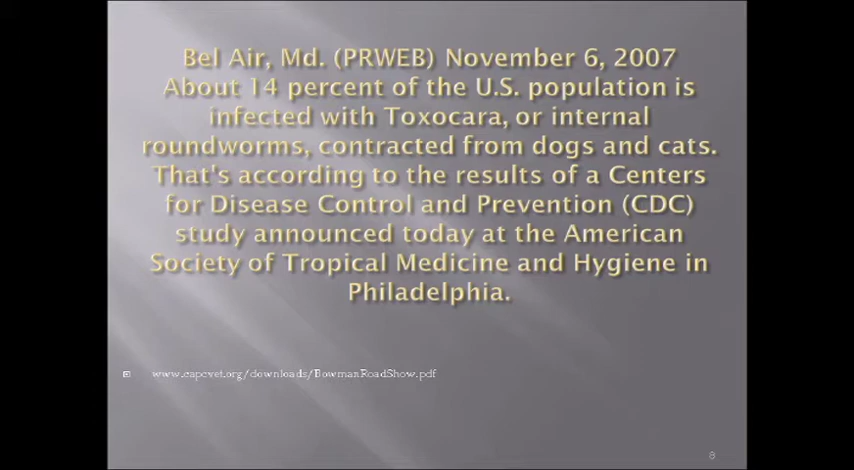 Bel Air, Md. (PRWEB) November 6, 2007
About 14 percent of the U.S. population is
infected with Toxocara, or internal
roundworms, contracted from dogs and cats.
That's according to the results of a Centers
for Disease Control and Prevention (CDC)
study announced today at the American
Society of Tropical Medicine and Hygiene in
Philadelphia.
www.capcvet.org/downloads/BowmanRoadShow.pdf
8